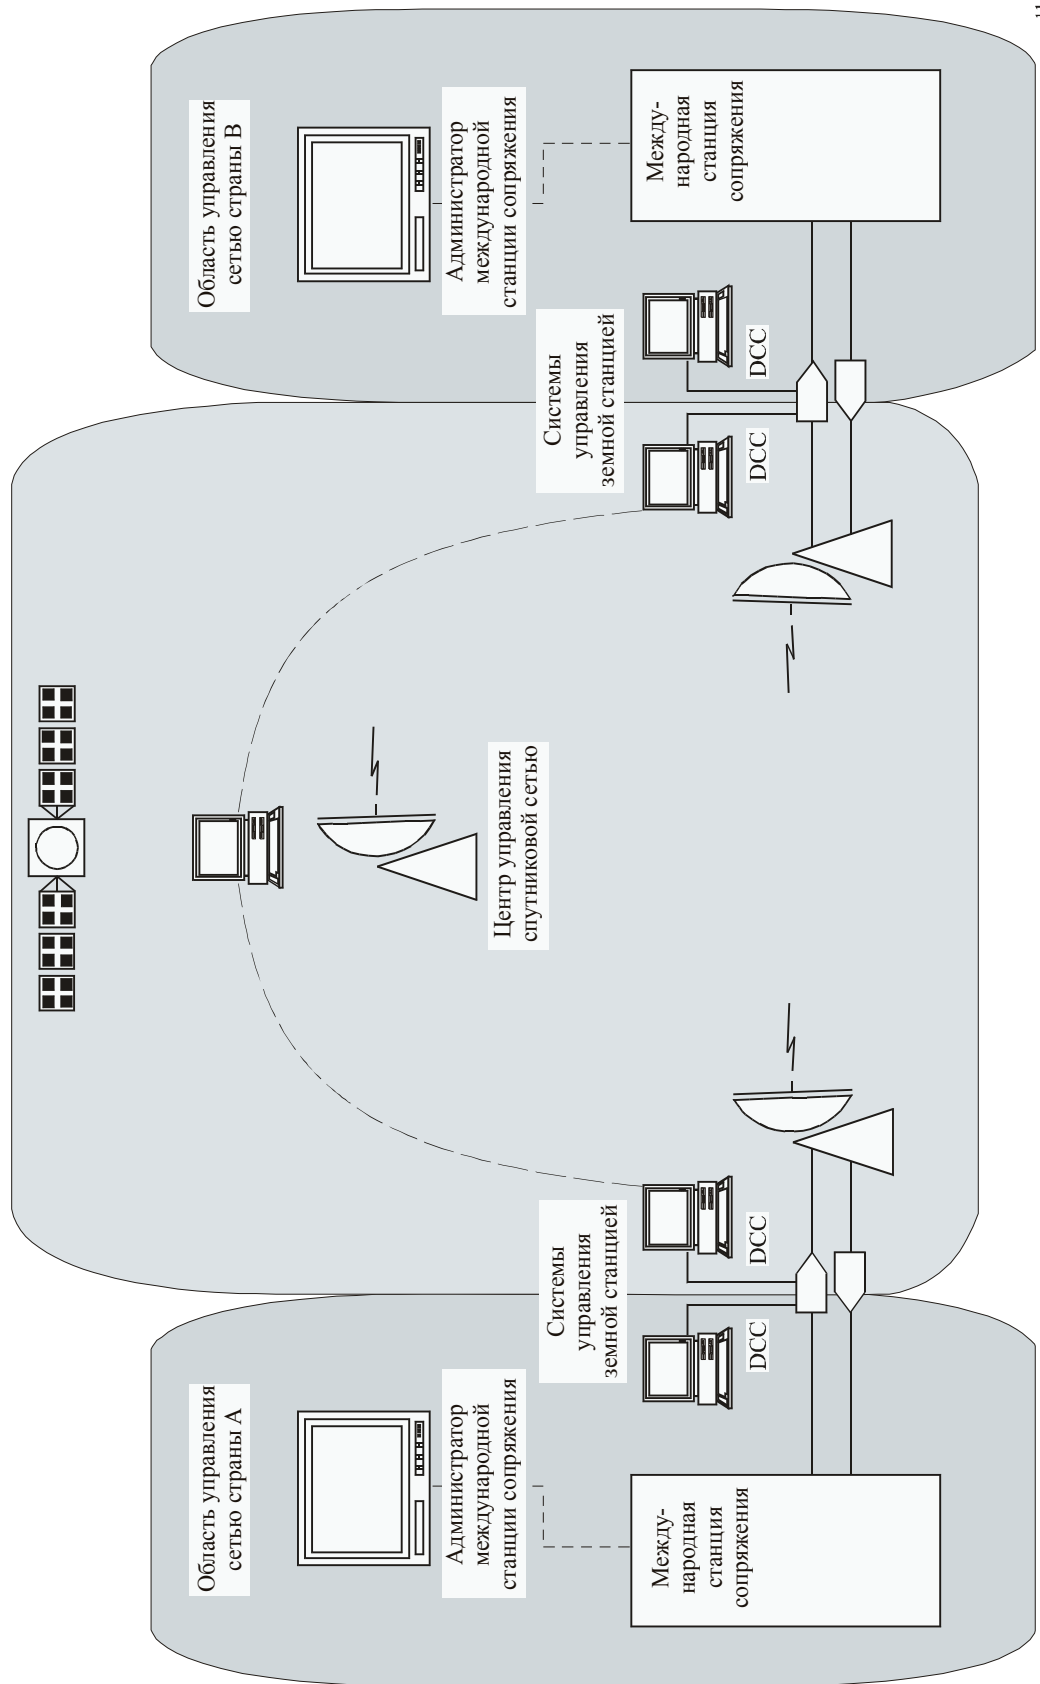 Область управления
сетью страны A
Администратор
международной
станции сопряжения
Между-
народная
станция
сопряжения
Системы
управления
земной станцией
DCC
DCC
Центр управления
спутниковой сетью
Системы
управления
земной станцией
DCC
DCC
Область управления
сетью страны B
Администратор
международной
станции сопряжения
Между-
народная
станция
сопряжения